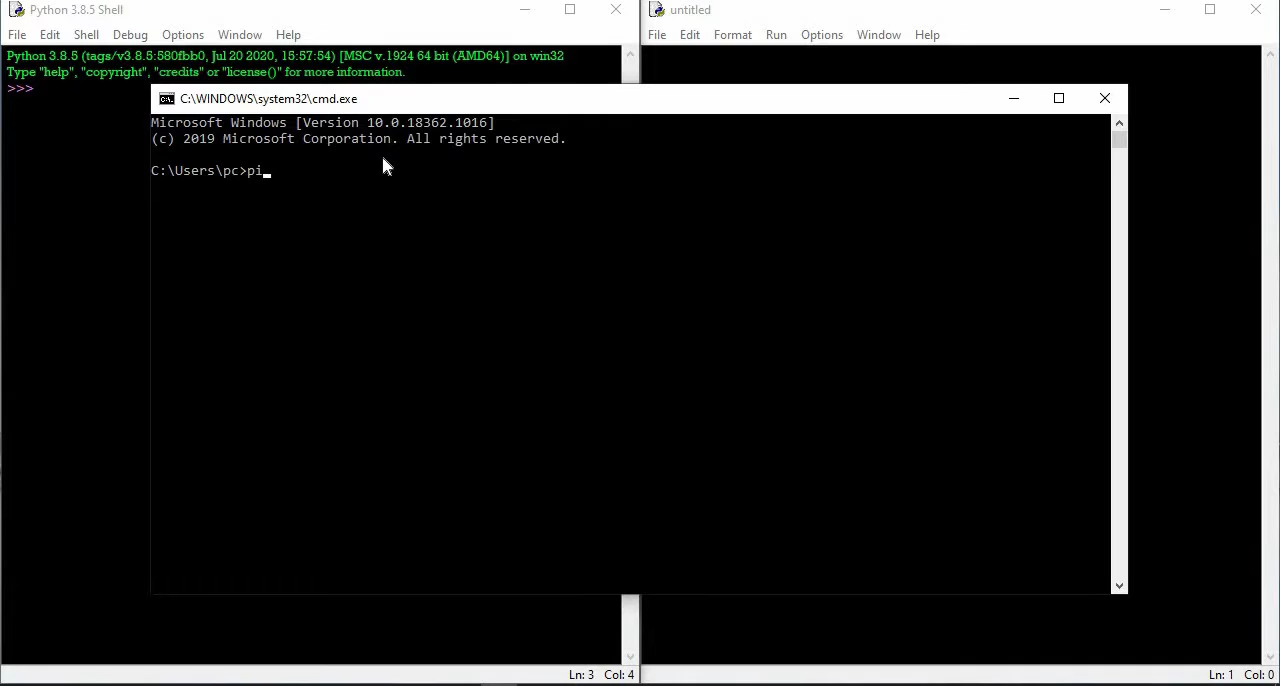 Python 3.8.5 Shell
File Edit Shell Debug Options Window Help
Python 3.8.5 (tags/v3.8.5:580fbb0, Jul 20 2020, 15:57:54) [MSC v.1924 64 bit (AMD64)] on win32
Type "help", "copyright", "credits" or "license()" for more information.
>>>
untitled
File Edit Format Run Options Window Help
C:\WINDOWS\system32\cmd.exe
Microsoft Windows [Version 10.0.18362.1016]
(c) 2019 Microsoft Corporation. All rights reserved.
C:\Users\pc>pi_
Ln: 3 Col: 4
Ln: 1 Col: 0